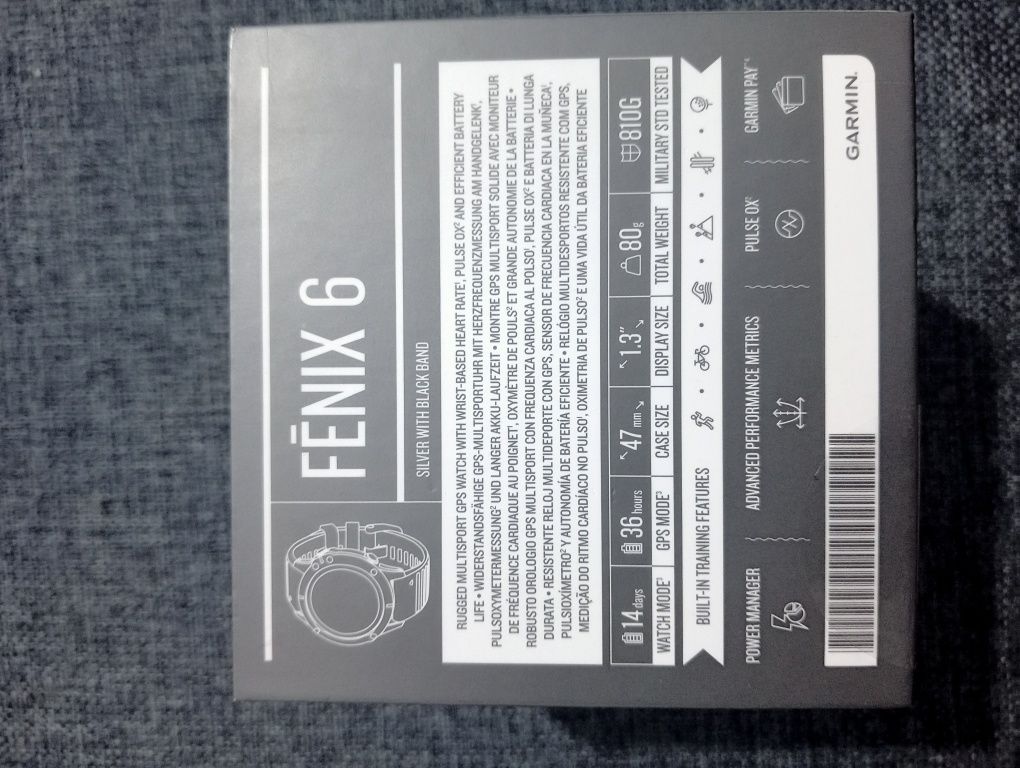 FĒNIX 6
SILVER WITH BLACK BAND
RUGGED MULTISPORT GPS WATCH WITH WRIST-BASED HEART RATE¹, PULSE OX² AND EFFICIENT BATTERY
LIFE • WIDERSTANDSFÄHIGE GPS-MULTISPORTUHR MIT HERZFREQUENZMESSUNG AM HANDGELENK¹,
PULSOXYMETERMESSUNG² UND LANGER AKKU-LAUFZEIT • MONTRE GPS MULTISPORT SOLIDE AVEC MONITEUR
DE FRÉQUENCE CARDIAQUE AU POIGNET, OXYMÈTRE DE POULS² ET GRANDE AUTONOMIE DE LA BATTERIE •
ROBUSTO OROLOGIO GPS MULTISPORT CON FREQUENZA CARDIACA AL POLSO¹, PULSE OX² E BATTERIA DI LUNGA
DURATA • RESISTENTE RELOJ MULTIDEPORTE CON GPS, SENSOR DE FRECUENCIA CARDIACA EN LA MUÑECA¹,
PULSIOXÍMETRO² Y AUTONOMÍA DE BATERÍA EFICIENTE • RELÓGIO MULTIDESPORTOS RESISTENTE COM GPS,
MEDIÇÃO DO RITMO CARDÍACO NO PULSO¹, OXIMETRIA DE PULSO² E UMA VIDA ÚTIL DA BATERIA EFICIENTE
14 days 36 hours 47 mm 1.3" 80g 810G
WATCH MODE³ GPS MODE³ CASE SIZE DISPLAY SIZE TOTAL WEIGHT MILITARY STD TESTED
BUILT-IN TRAINING FEATURES
POWER MANAGER ADVANCED PERFORMANCE METRICS PULSE OX² GARMIN PAY™⁴
GARMIN®